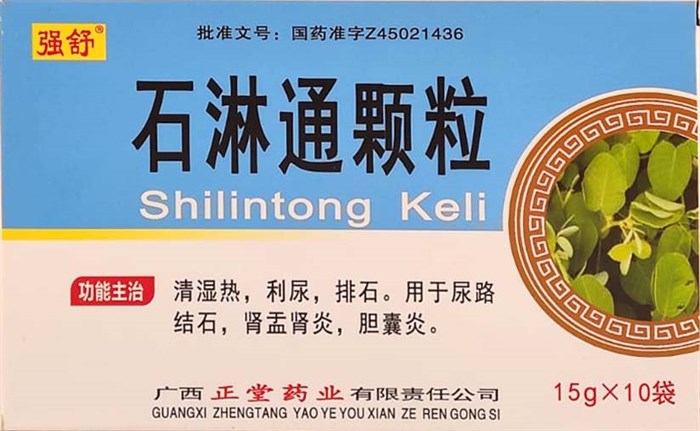 强舒®
批准文号：国药准字Z45021436
石淋通颗粒
Shilintong Keli
功能主治
清湿热，利尿，排石。用于尿路
结石，肾盂肾炎，胆囊炎。
广西正堂药业有限责任公司
GUANGXI ZHENGTANG YAO YE YOU XIAN ZE REN GONG SI
15g×10袋